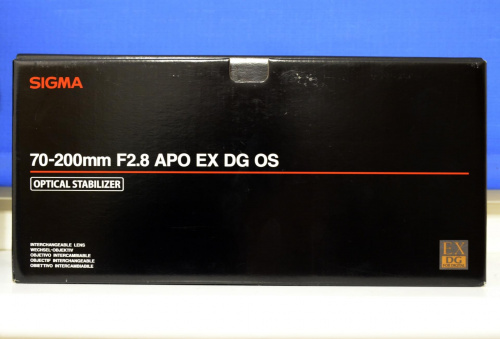 SIGMA
70-200mm F2.8 APO EX DG OS
OPTICAL STABILIZER
INTERCHANGEABLE LENS
WECHSEL-OBJEKTIV
OBJETIVO INTERCAMBIABLE
OBJECTIF INTERCHANGEABLE
OBIETTIVO INTERCAMBIABILE
EX
DG